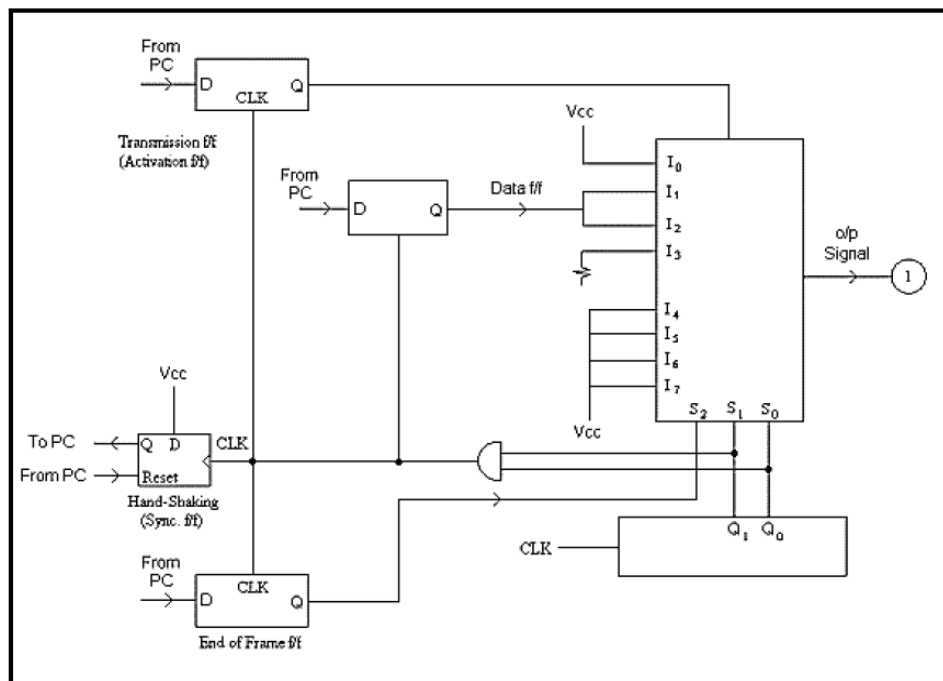 From
PC
D
Q
CLK
Transmission f/f
(Activation f/f)
Vcc
I0
From
PC
D
Q
Data f/f
I1
I2
I3
o/p
Signal
1
I4
I5
I6
I7
Vcc
S2 S1 S0
Vcc
To PC
Q D
CLK
From PC
Reset
Hand-Shaking
(Sync. f/f)
Q1 Q0
CLK
From
PC
CLK
D
Q
End of Frame f/f